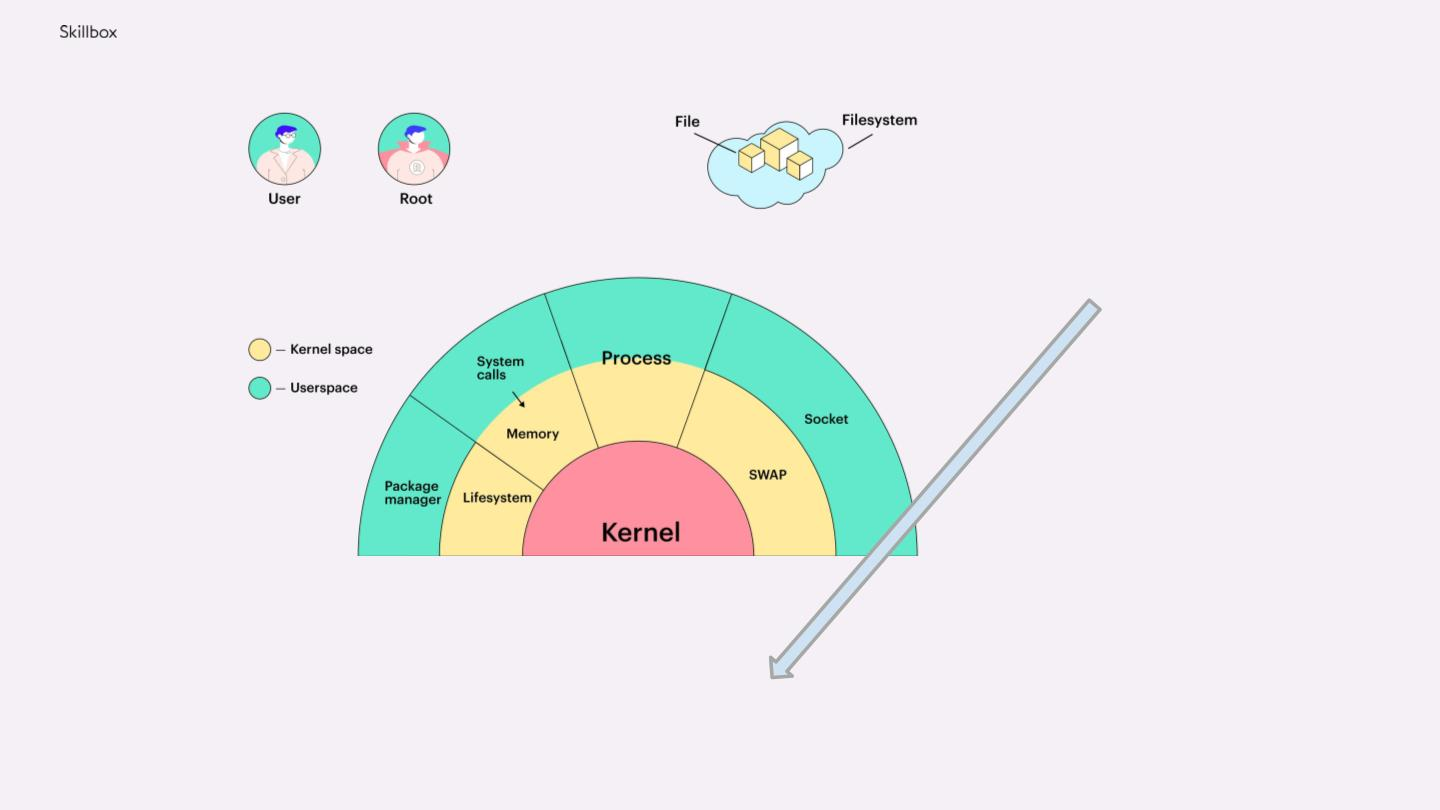 Skillbox
File
Filesystem
User
Root
— Kernel space
— Userspace
System
calls
Process
Memory
Socket
SWAP
Package
manager
Lifesystem
Kernel